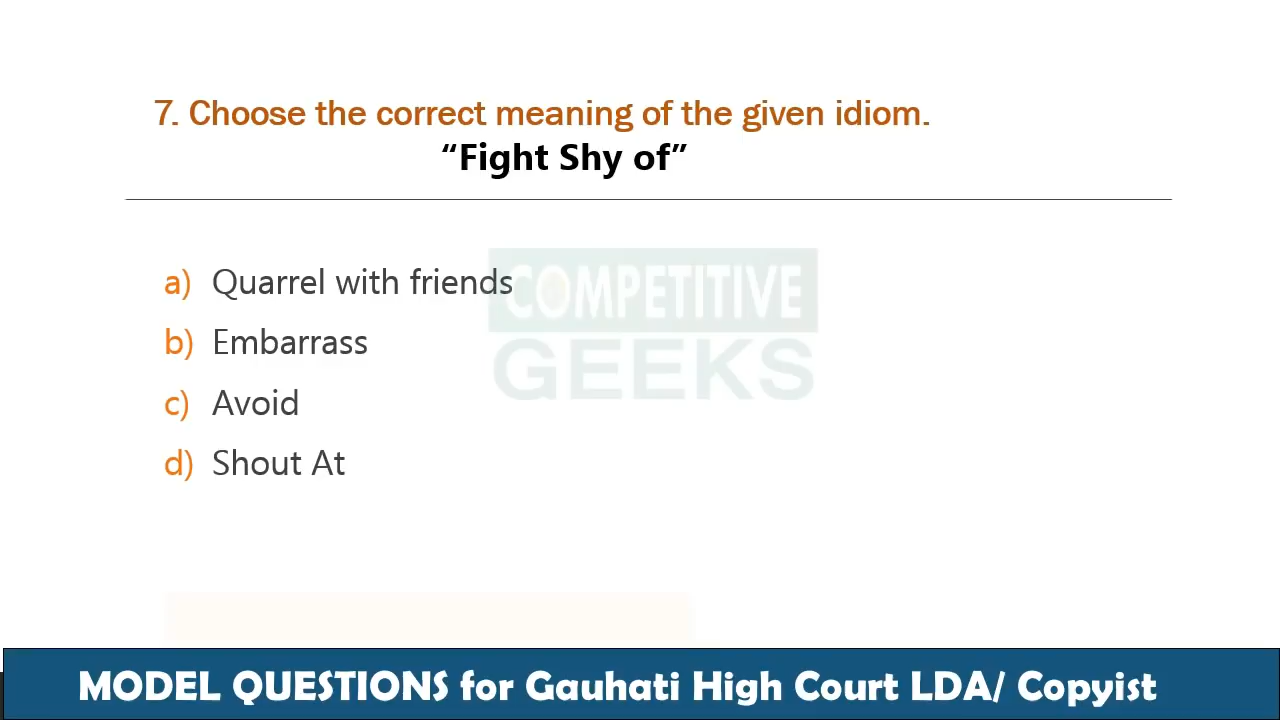 7. Choose the correct meaning of the given idiom.
“Fight Shy of”
a) Quarrel with friends
b) Embarrass
c) Avoid
d) Shout At
COMPETITIVE
GEEKS
MODEL QUESTIONS for Gauhati High Court LDA/ Copyist